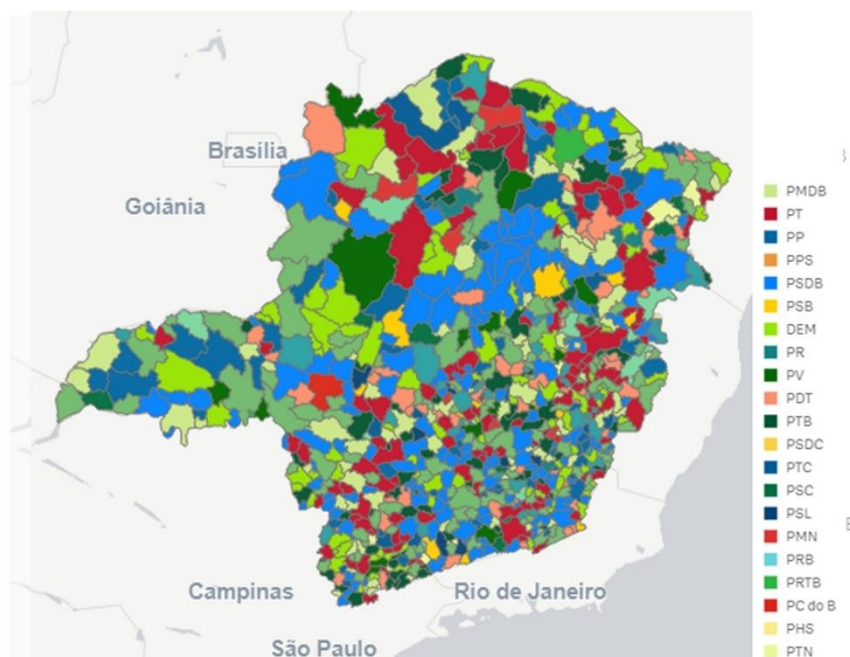 Brasília
Goiânia
Campinas
Rio de Janeiro
São Paulo
PMDB
PT
PP
PPS
PSDB
PSB
DEM
PR
PV
PDT
PTB
PSDC
PTC
PSC
PSL
PMN
PRB
PRTB
PC do B
PHS
PTN